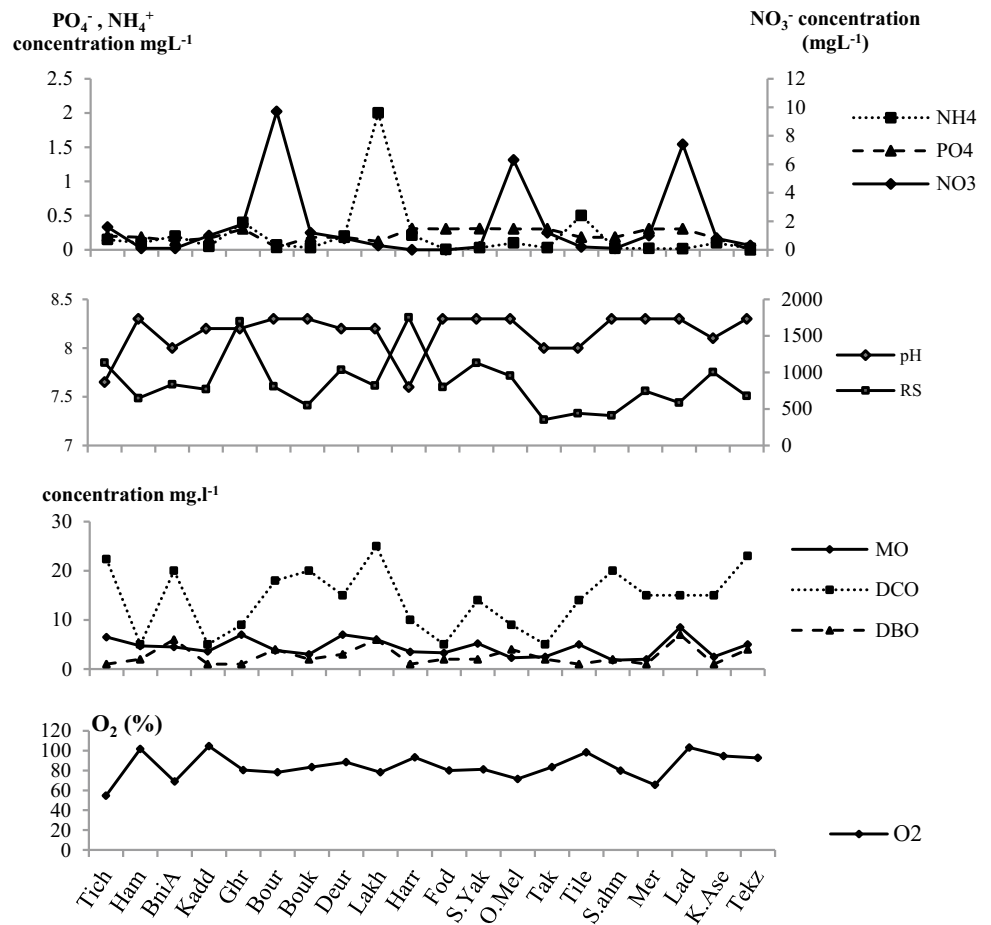 PO₄⁻ , NH₄⁺
concentration mgL⁻¹
NO₃⁻ concentration
(mgL⁻¹)
2.5
2
1.5
1
0.5
0
12
10
8
6
4
2
0
NH4
PO4
NO3
8.5
8
7.5
7
2000
1500
1000
500
0
pH
RS
concentration mg.l⁻¹
30
20
10
0
MO
DCO
DBO
O₂ (%)
120
100
80
60
40
20
0
O2
Tich
Ham
BniA
Kadd
Ghr
Bour
Bouk
Deur
Lakh
Harr
Fod
S.Yak
O.Mel
Tak
Tile
S.ahm
Mer
Lad
K.Ase
Tekz